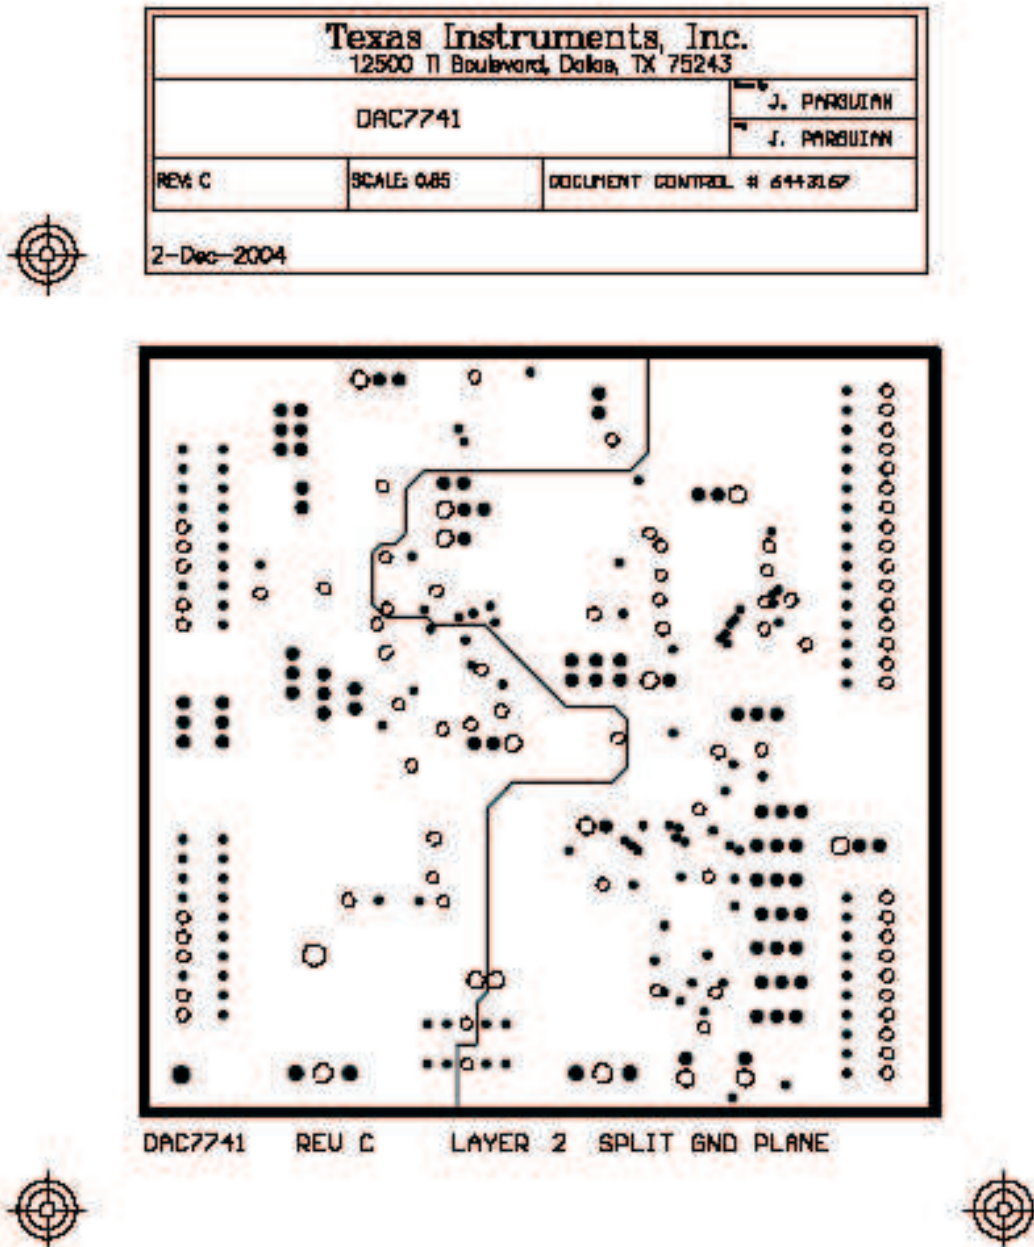 Texas Instruments, Inc.
12500 TI Boulevard, Dallas, TX 75243
DAC7741
J. PARGUIAN
J. PARGUIAN
REV: C
SCALE: 0.85
DOCUMENT CONTROL # 6443167
2-Dec-2004
DAC7741 REV C LAYER 2 SPLIT GND PLANE